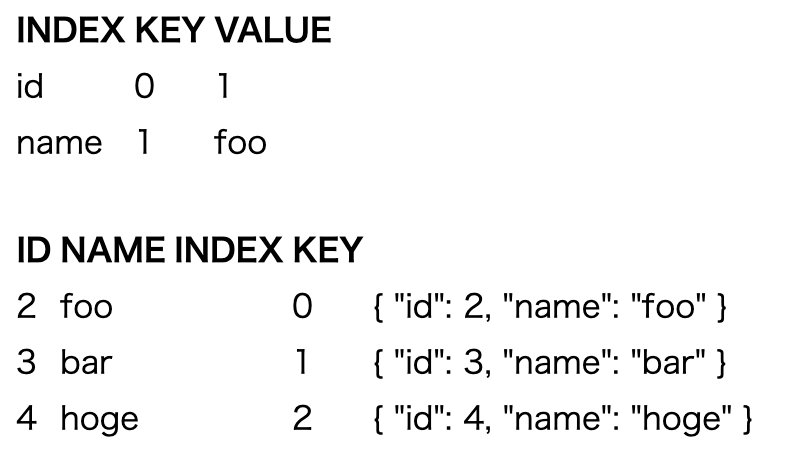 INDEX KEY VALUE
id 0 1
name 1 foo
ID NAME INDEX KEY
2 foo 0 { "id": 2, "name": "foo" }
3 bar 1 { "id": 3, "name": "bar" }
4 hoge 2 { "id": 4, "name": "hoge" }